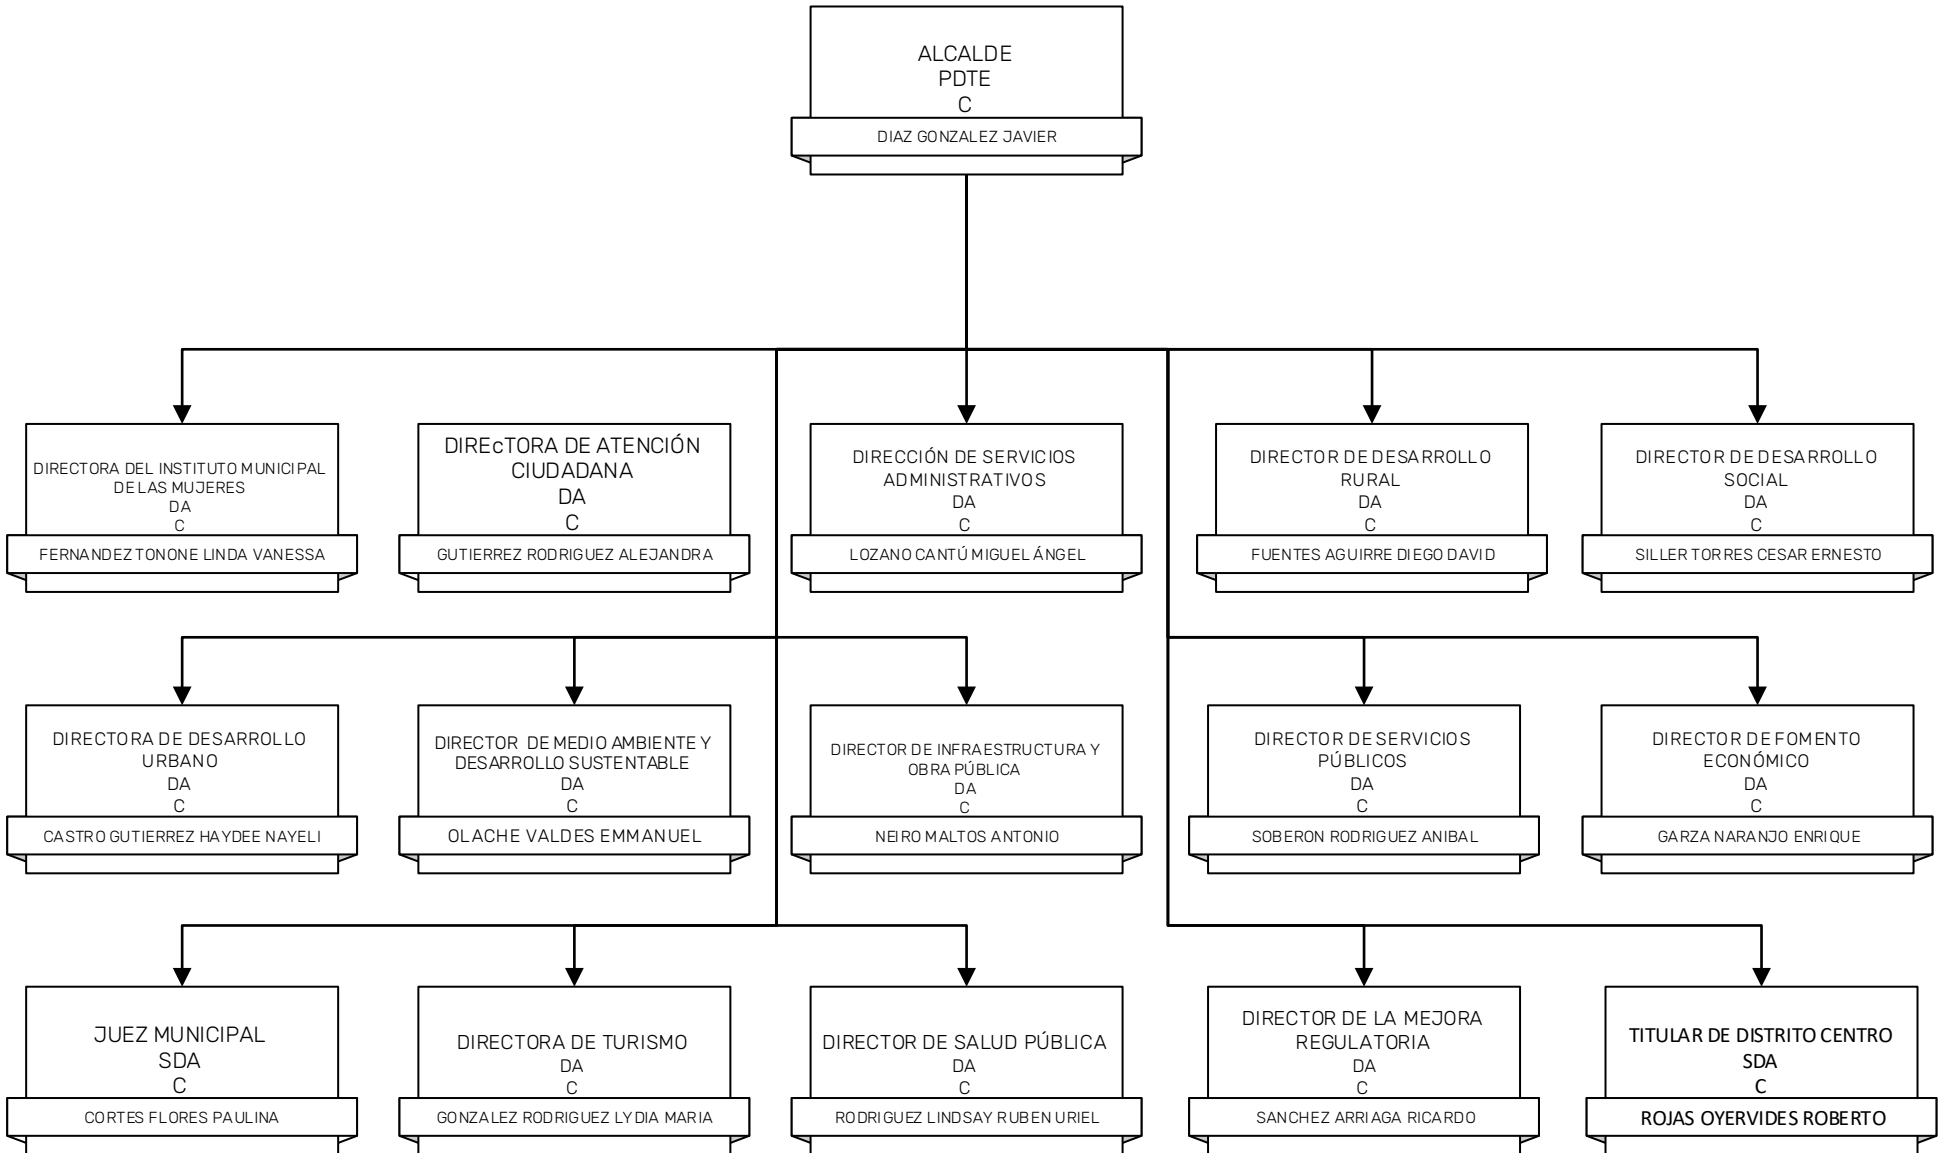 ALCALDE
PDTE
C
DIAZ GONZALEZ JAVIER
DIRECTORA DEL INSTITUTO MUNICIPAL
DE LAS MUJERES
DA
C
FERNANDEZ TONONE LINDA VANESSA
DIREcTORA DE ATENCIÓN
CIUDADANA
DA
C
GUTIERREZ RODRIGUEZ ALEJANDRA
DIRECCIÓN DE SERVICIOS
ADMINISTRATIVOS
DA
C
LOZANO CANTÚ MIGUEL ÁNGEL
DIRECTOR DE DESARROLLO
RURAL
DA
C
FUENTES AGUIRRE DIEGO DAVID
DIRECTOR DE DESARROLLO
SOCIAL
DA
C
SILLER TORRES CESAR ERNESTO
DIRECTORA DE DESARROLLO
URBANO
DA
C
CASTRO GUTIERREZ HAYDEE NAYELI
DIRECTOR DE MEDIO AMBIENTE Y
DESARROLLO SUSTENTABLE
DA
C
OLACHE VALDES EMMANUEL
DIRECTOR DE INFRAESTRUCTURA Y
OBRA PÚBLICA
DA
C
NEIRO MALTOS ANTONIO
DIRECTOR DE SERVICIOS
PÚBLICOS
DA
C
SOBERON RODRIGUEZ ANIBAL
DIRECTOR DE FOMENTO
ECONÓMICO
DA
C
GARZA NARANJO ENRIQUE
JUEZ MUNICIPAL
SDA
C
CORTES FLORES PAULINA
DIRECTORA DE TURISMO
DA
C
GONZALEZ RODRIGUEZ LYDIA MARIA
DIRECTOR DE SALUD PÚBLICA
DA
C
RODRIGUEZ LINDSAY RUBEN URIEL
DIRECTOR DE LA MEJORA
REGULATORIA
DA
C
SANCHEZ ARRIAGA RICARDO
TITULAR DE DISTRITO CENTRO
SDA
C
ROJAS OYERVIDES ROBERTO